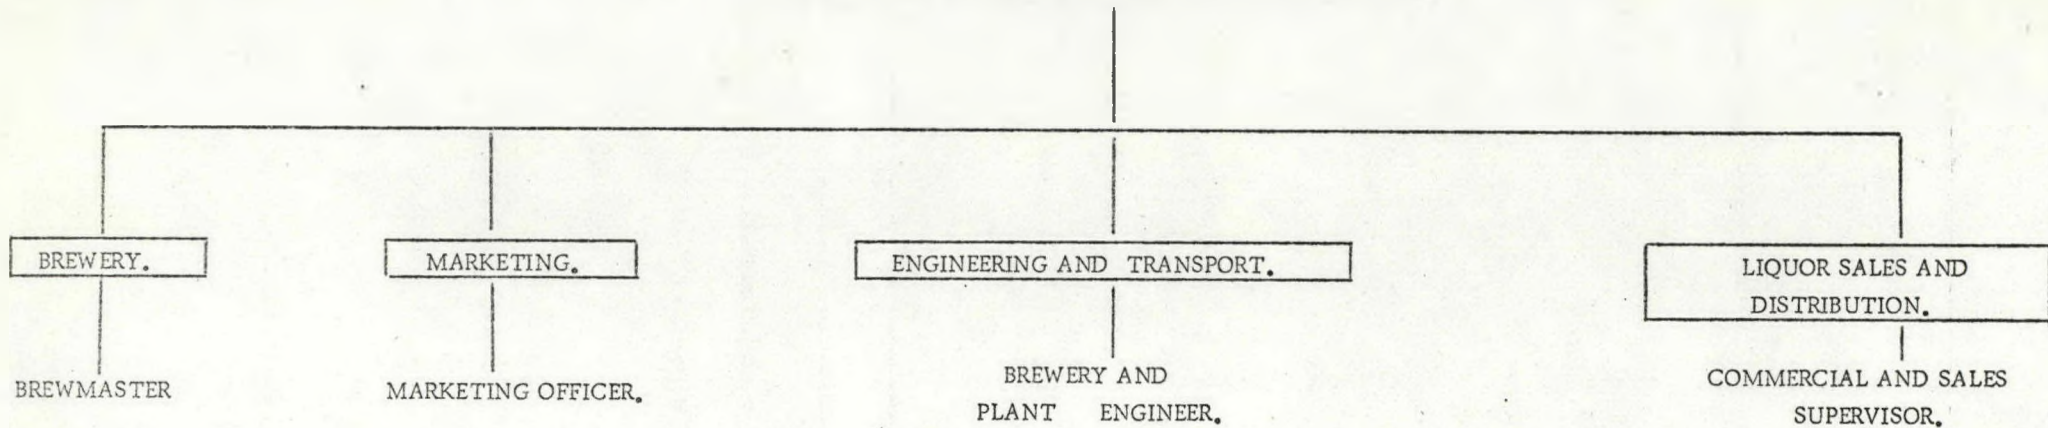 BREWERY.
MARKETING.
ENGINEERING AND TRANSPORT.
LIQUOR SALES AND
DISTRIBUTION.
BREWMASTER
MARKETING OFFICER.
BREWERY AND
PLANT ENGINEER.
COMMERCIAL AND SALES
SUPERVISOR.